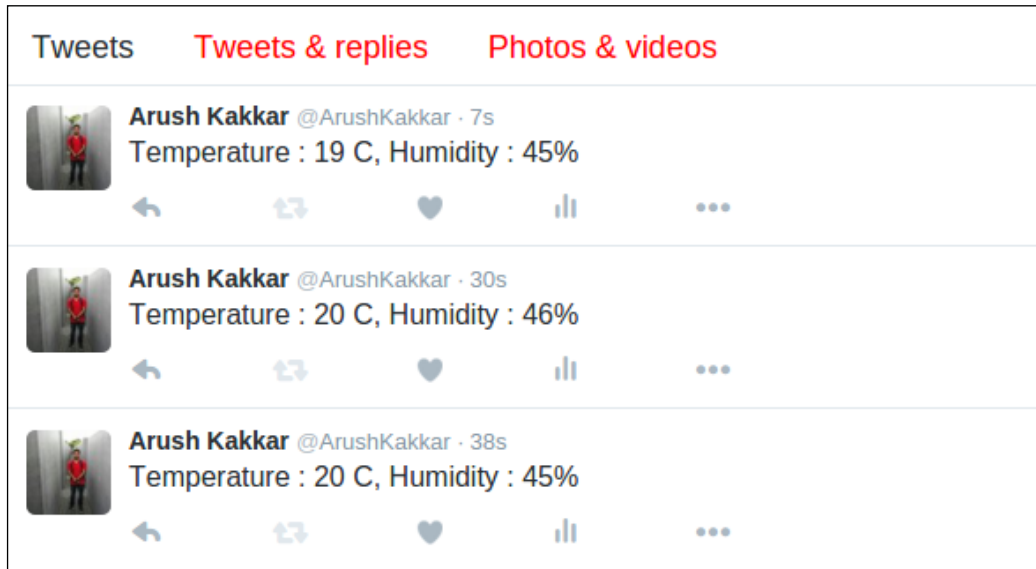 Tweets Tweets & replies Photos & videos
Arush Kakkar @ArushKakkar · 7s
Temperature : 19 C, Humidity : 45%
Arush Kakkar @ArushKakkar · 30s
Temperature : 20 C, Humidity : 46%
Arush Kakkar @ArushKakkar · 38s
Temperature : 20 C, Humidity : 45%